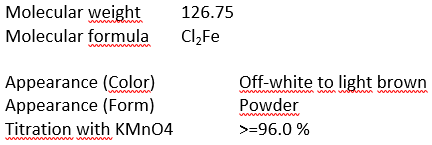 Molecular weight 126.75
Molecular formula Cl₂Fe
Appearance (Color) Off-white to light brown
Appearance (Form) Powder
Titration with KMnO4 >=96.0 %